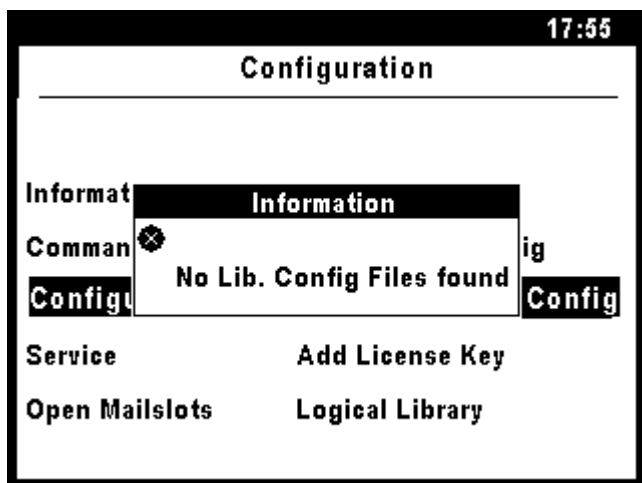 17:55
Configuration
Informat
Information
Comman ig
No Lib. Config Files found
Config Config
Service Add License Key
Open Mailslots Logical Library